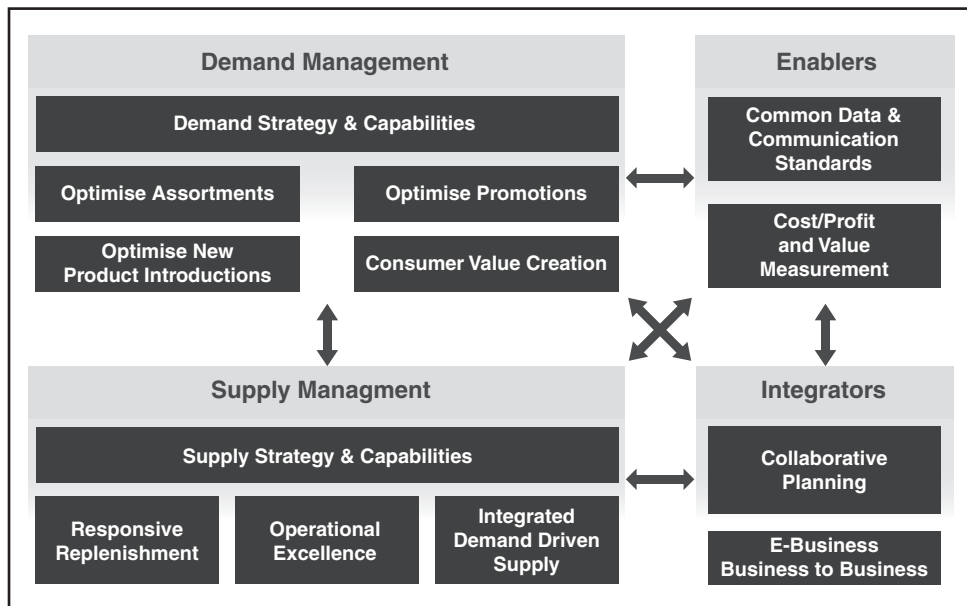 Demand Management
Demand Strategy & Capabilities
Optimise Assortments
Optimise Promotions
Optimise New
Product Introductions
Consumer Value Creation
Enablers
Common Data &
Communication
Standards
Cost/Profit
and Value
Measurement
Supply Managment
Supply Strategy & Capabilities
Responsive
Replenishment
Operational
Excellence
Integrated
Demand Driven
Supply
Integrators
Collaborative
Planning
E-Business
Business to Business